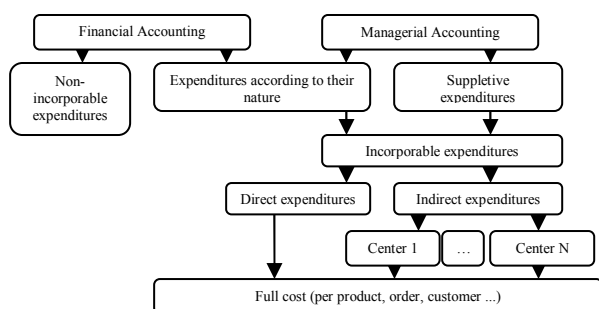 Financial Accounting
Managerial Accounting
Non-
incorporable
expenditures
Expenditures according to their
nature
Suppletive
expenditures
Incorporable expenditures
Direct expenditures
Indirect expenditures
Center 1
…
Center N
Full cost (per product, order, customer ...)